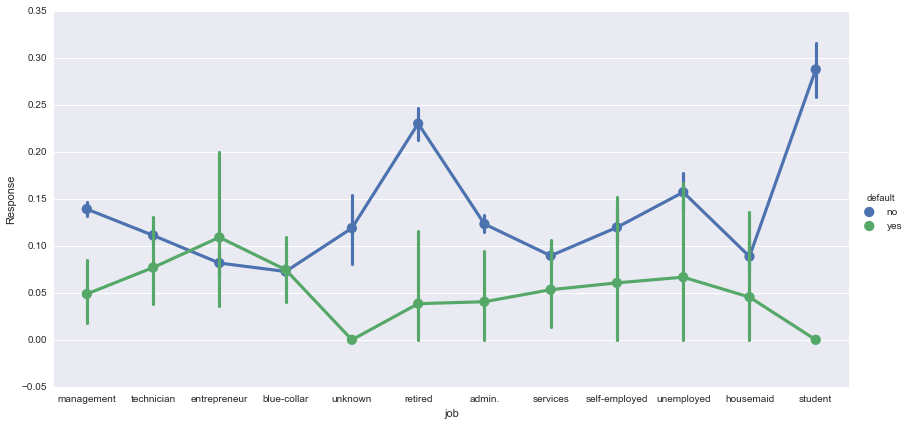 0.35
0.30
0.25
0.20
0.15
0.10
0.05
0.00
−0.05
Response
management technician entrepreneur blue-collar unknown retired admin. services self-employed unemployed housemaid student
job
default
no
yes